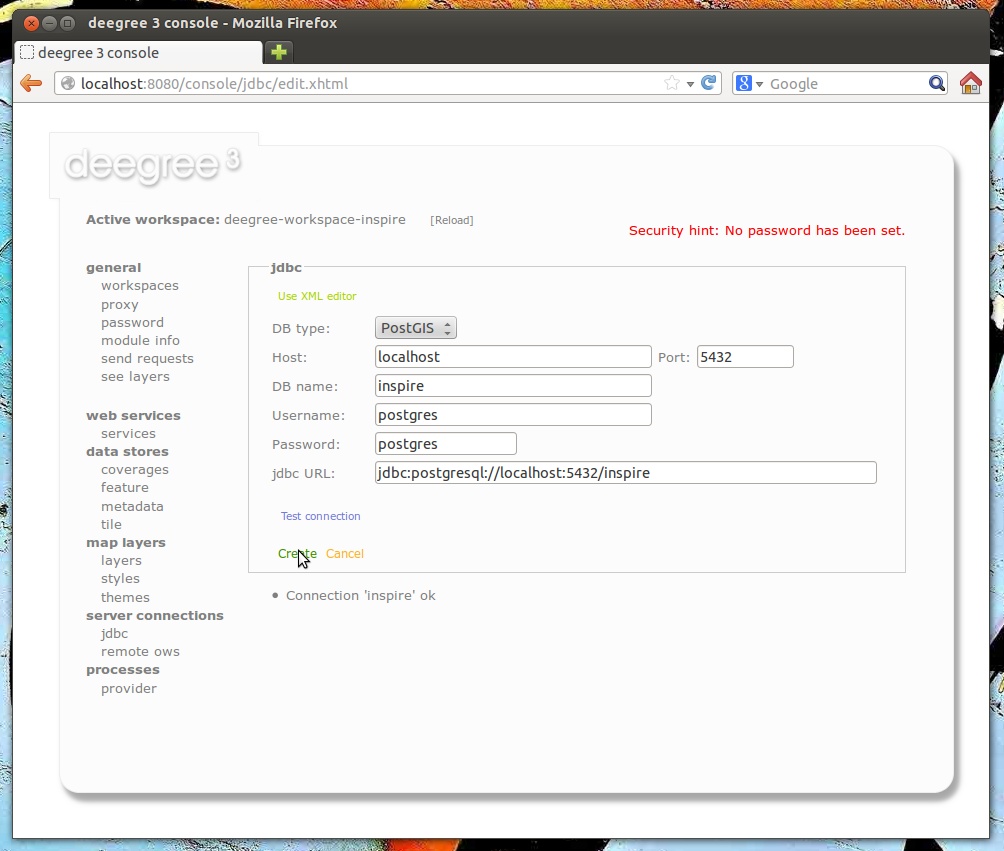 deegree 3 console - Mozilla Firefox
deegree 3 console
localhost:8080/console/jdbc/edit.xhtml
Google
deegree 3
Active workspace: deegree-workspace-inspire [Reload]
Security hint: No password has been set.
general
workspaces
proxy
password
module info
send requests
see layers
web services
services
data stores
coverages
feature
metadata
tile
map layers
layers
styles
themes
server connections
jdbc
remote ows
processes
provider
jdbc
Use XML editor
DB type: PostGIS
Host: localhost Port: 5432
DB name: inspire
Username: postgres
Password: postgres
jdbc URL: jdbc:postgresql://localhost:5432/inspire
Test connection
Create Cancel
• Connection 'inspire' ok